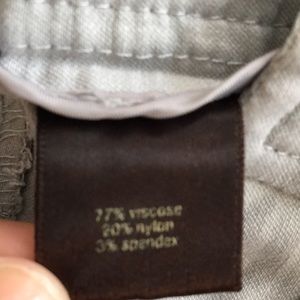 77% viscose
20% nylon
3% spandex